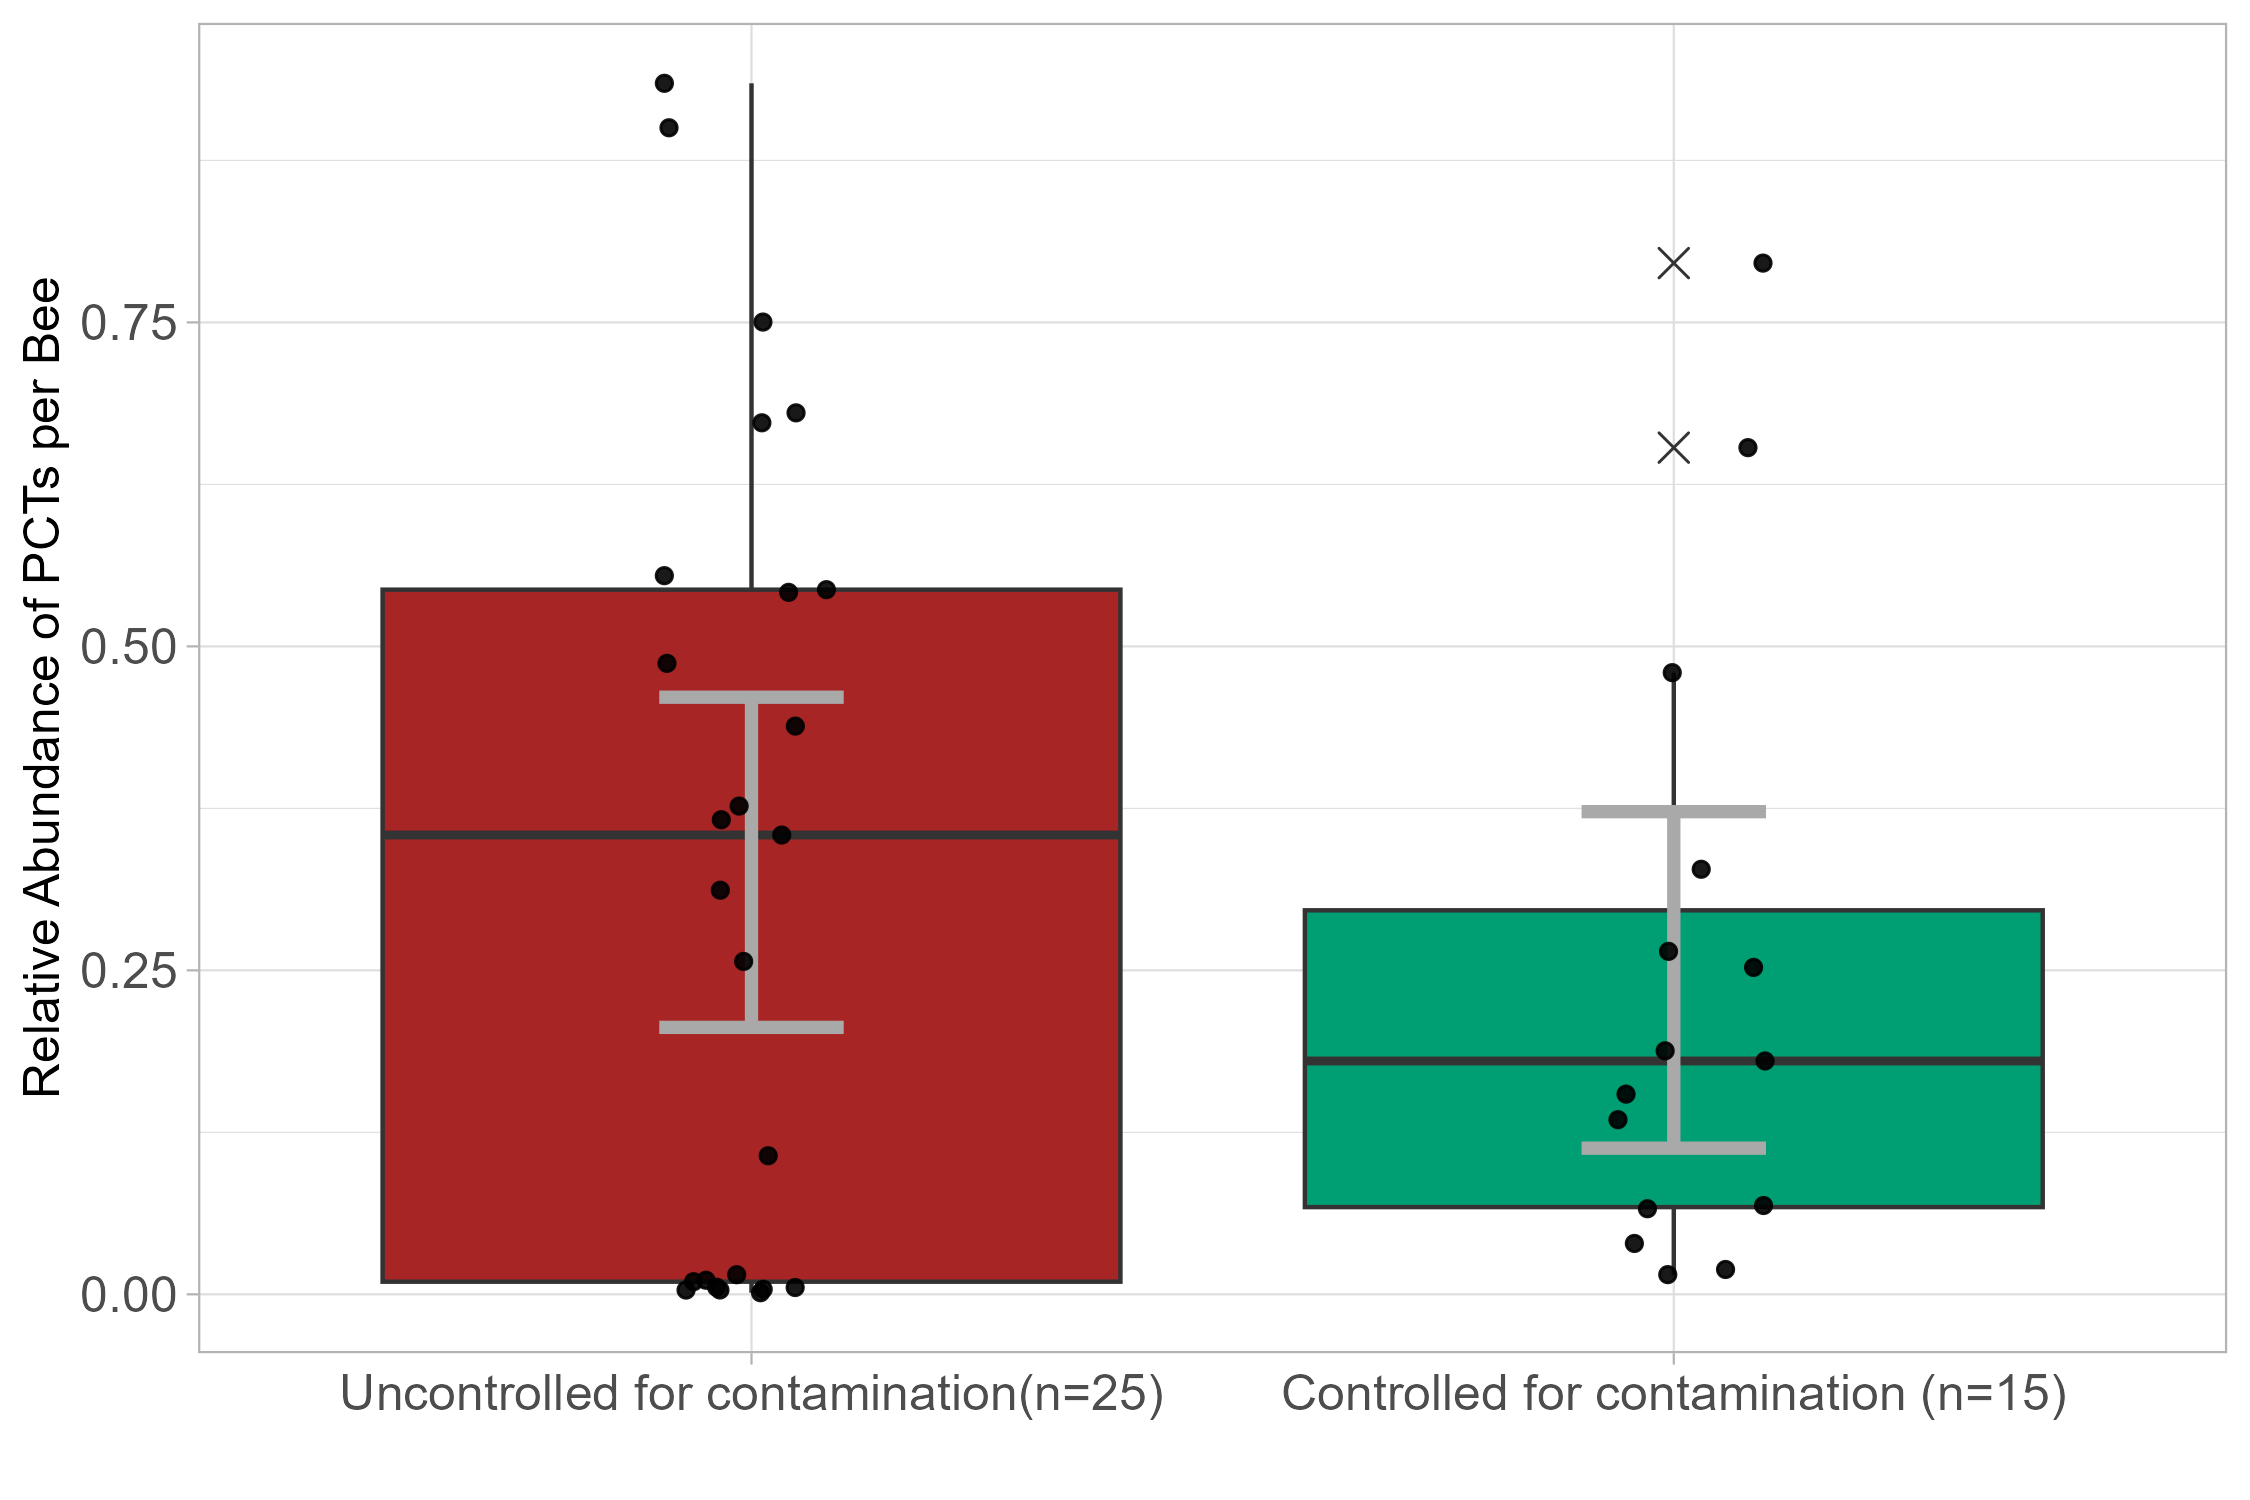 Relative Abundance of PCTs per Bee
0.75
0.50
0.25
0.00
Uncontrolled for contamination(n=25)
Controlled for contamination (n=15)